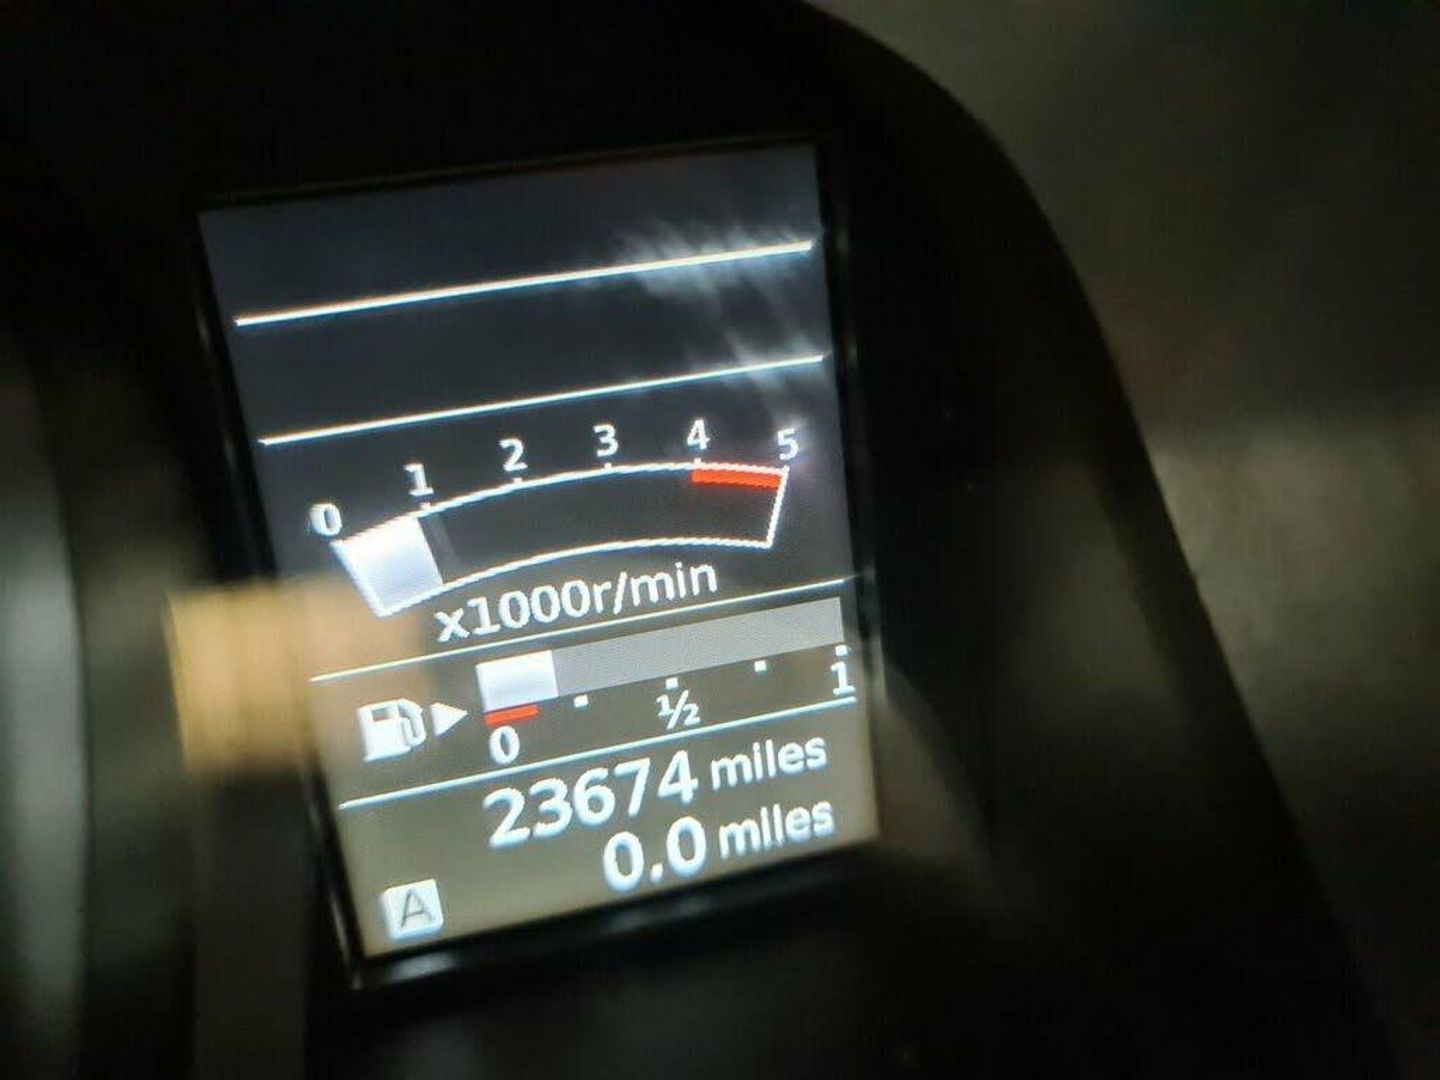 0 1 2 3 4 5
x1000r/min
0 ½ 1
23674 miles
0.0 miles
A